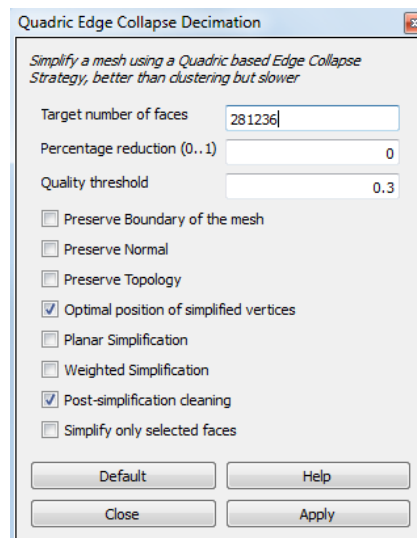 Quadric Edge Collapse Decimation
Simplify a mesh using a Quadric based Edge Collapse
Strategy, better than clustering but slower
Target number of faces 281236
Percentage reduction (0..1) 0
Quality threshold 0.3
Preserve Boundary of the mesh
Preserve Normal
Preserve Topology
Optimal position of simplified vertices
Planar Simplification
Weighted Simplification
Post-simplification cleaning
Simplify only selected faces
Default Help
Close Apply